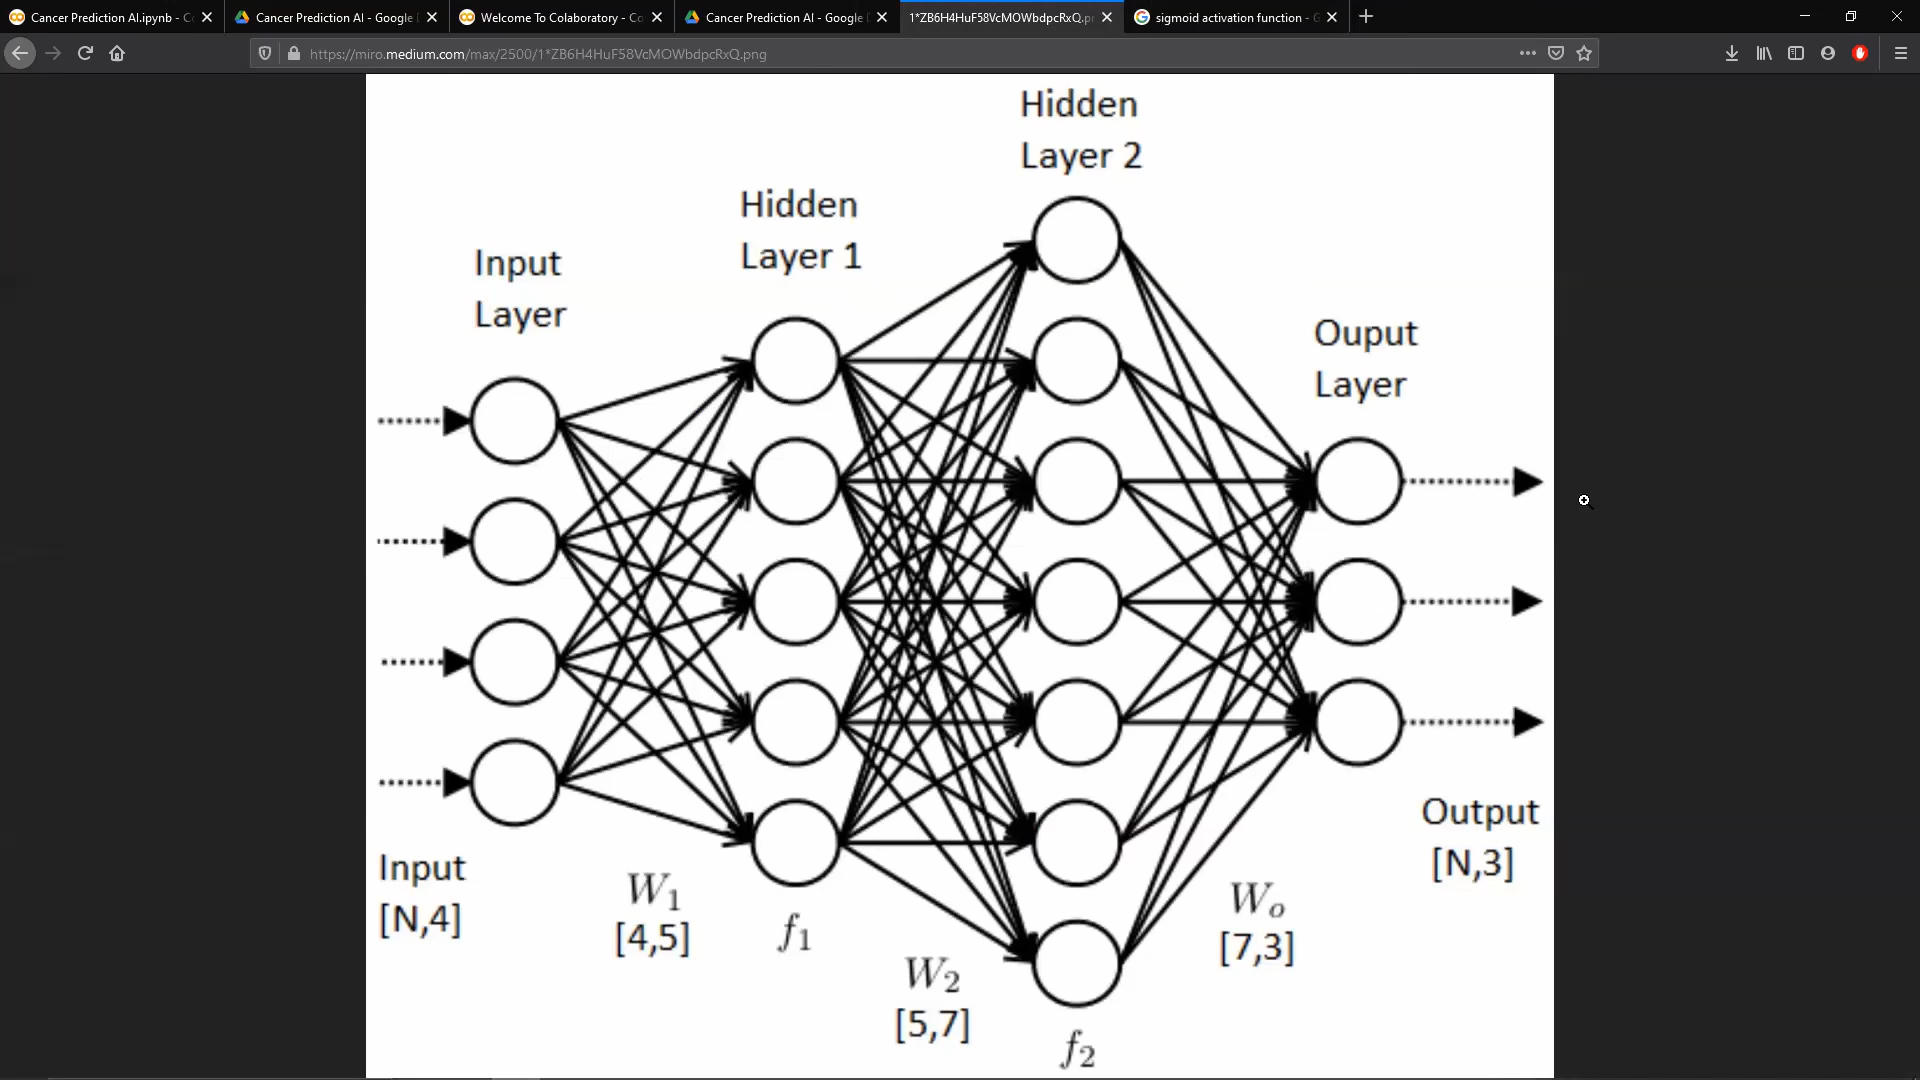 Cancer Prediction AI.ipynb - C
Cancer Prediction AI - Google
Welcome To Colaboratory - Co
Cancer Prediction AI - Google
1*ZB6H4HuF58VcMOWbdpcRxQ.pn
sigmoid activation function - G
https://miro.medium.com/max/2500/1*ZB6H4HuF58VcMOWbdpcRxQ.png
Hidden
Layer 2
Hidden
Layer 1
Input
Layer
Ouput
Layer
Input
[N,4]
W1
[4,5]
f1
W2
[5,7]
f2
Wo
[7,3]
Output
[N,3]